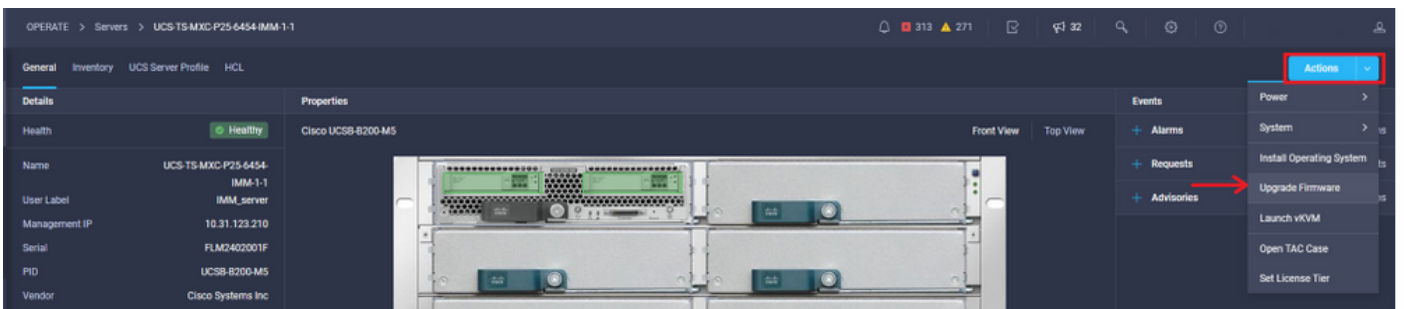 OPERATE > Servers > UCS-TS-MXC-P25-6454-IMM-1-1
313 271 32
General Inventory UCS Server Profile HCL
Actions
Details
Health Healthy
Name UCS-TS-MXC-P25-6454-
IMM-1-1
User Label IMM_server
Management IP 10.31.123.210
Serial FLM2402001F
PID UCSB-B200-M5
Vendor Cisco Systems Inc
Properties
Cisco UCSB-B200-M5 Front View Top View
Events
+ Alarms
+ Requests
+ Advisories
Power >
System >
Install Operating System
Upgrade Firmware
Launch vKVM
Open TAC Case
Set License Tier